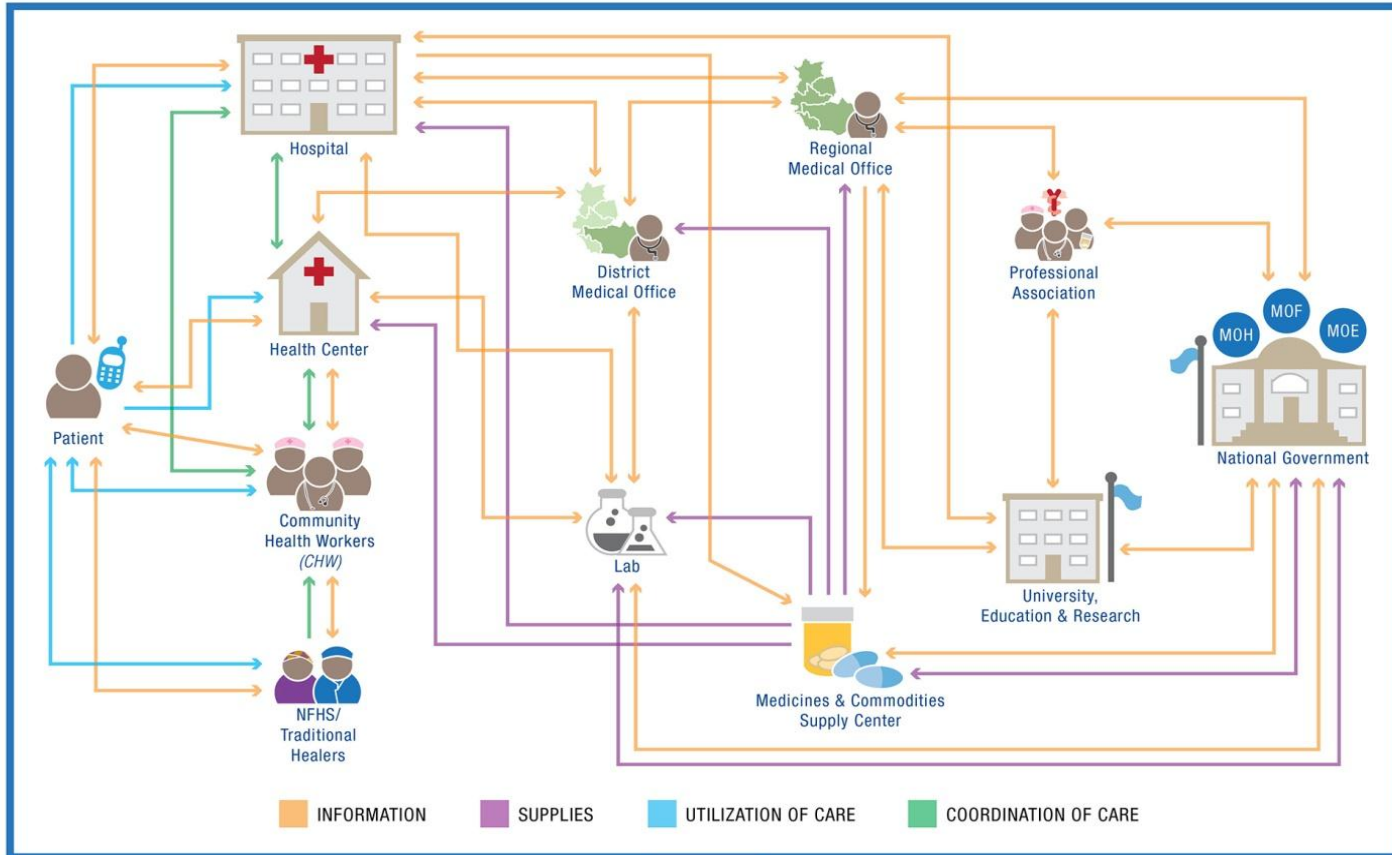 Hospital
Regional
Medical Office
District
Medical Office
Professional
Association
MOH
MOF
MOE
Health Center
Patient
National Government
Community
Health Workers
(CHW)
Lab
University,
Education & Research
NFHS/
Traditional
Healers
Medicines & Commodities
Supply Center
INFORMATION
SUPPLIES
UTILIZATION OF CARE
COORDINATION OF CARE